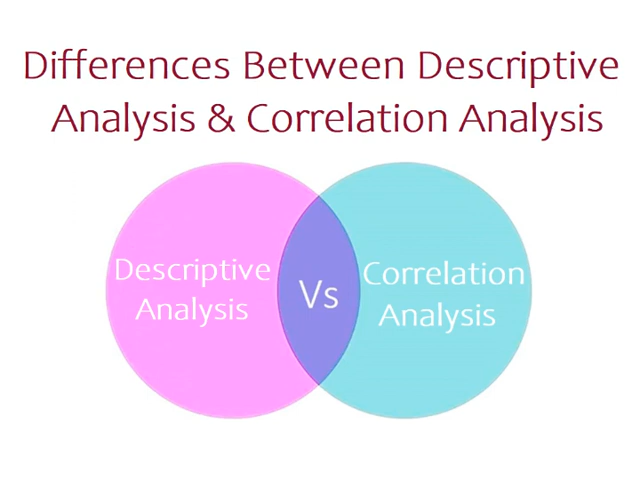 Differences Between Descriptive
Analysis & Correlation Analysis
Descriptive
Analysis
Vs
Correlation
Analysis